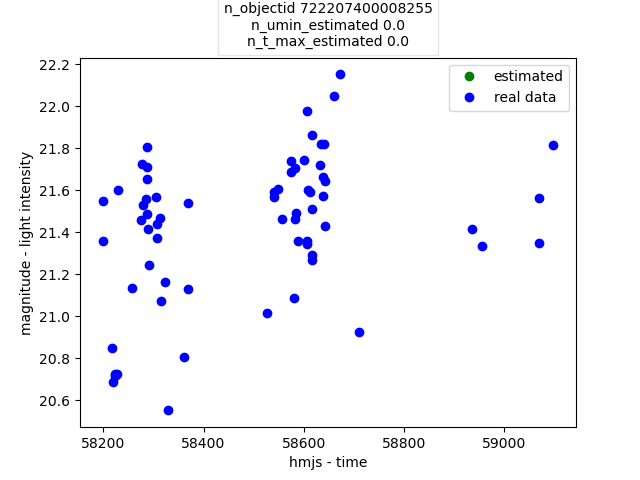 n_objectid 722207400008255
n_umin_estimated 0.0
n_t_max_estimated 0.0
estimated
real data
magnitude - light intensity
22.2
22.0
21.8
21.6
21.4
21.2
21.0
20.8
20.6
58200 58400 58600 58800 59000
hmjs - time